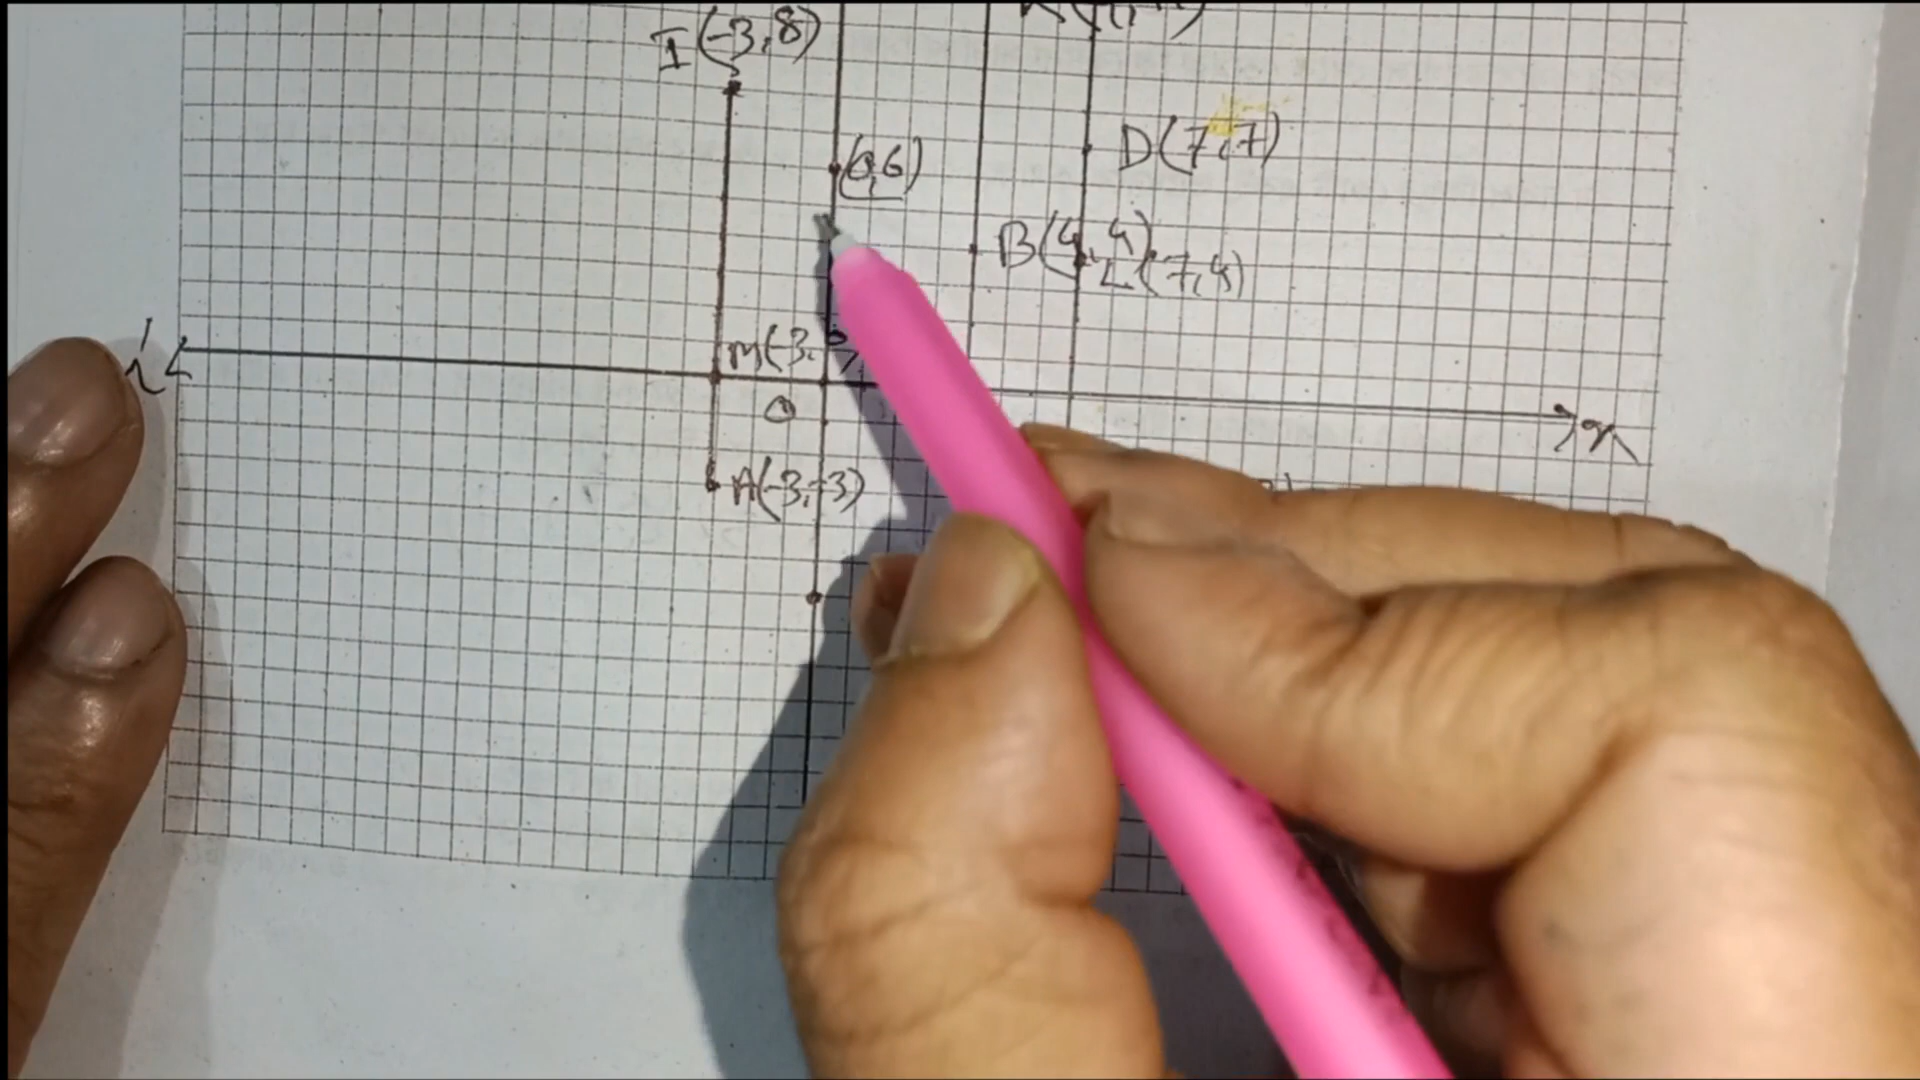 I(-3,8)
D(7,7)
(0,6)
B(4,4)
L(7,4)
M(-3,0)
x'
O
x
A(-3,-3)